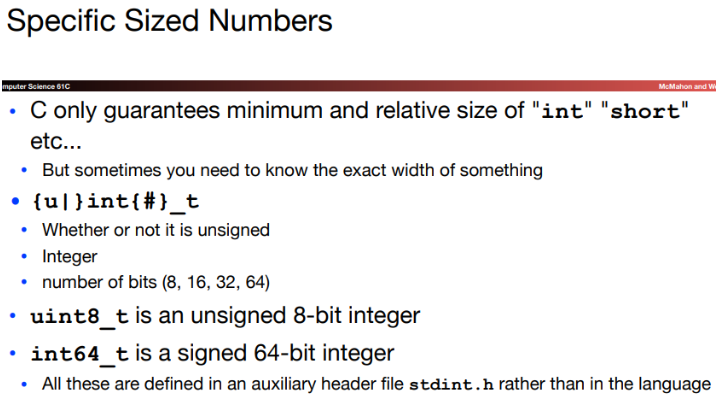 Specific Sized Numbers
mputer Science 61C
McMahon and We
• C only guarantees minimum and relative size of "int" "short"
etc...
• But sometimes you need to know the exact width of something
• {u|}int{#}_t
• Whether or not it is unsigned
• Integer
• number of bits (8, 16, 32, 64)
• uint8_t is an unsigned 8-bit integer
• int64_t is a signed 64-bit integer
• All these are defined in an auxiliary header file stdint.h rather than in the language